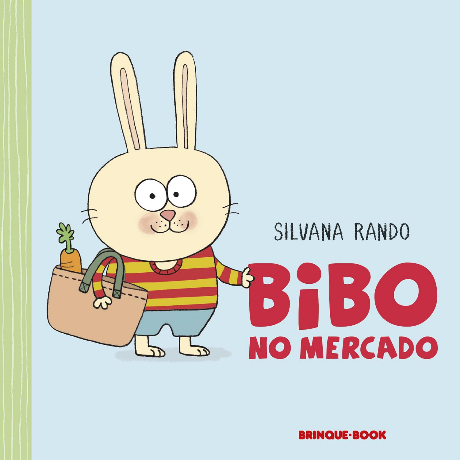 SILVANA RANDO
BiBO
NO MERCADO
BRINQUE-BOOK